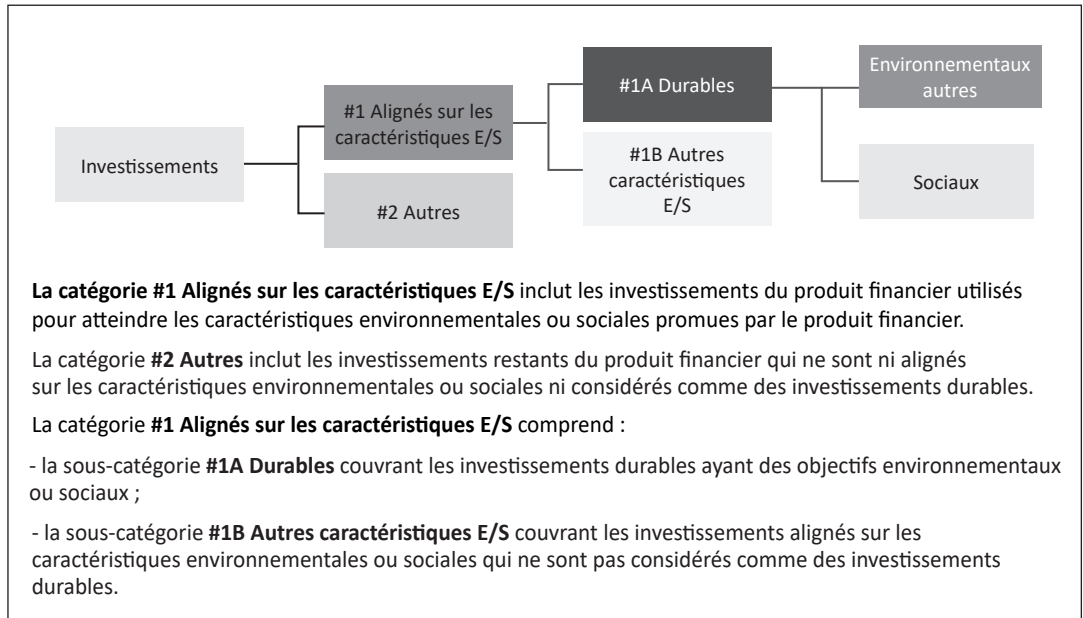 Investissements
#1 Alignés sur les
caractéristiques E/S
#2 Autres
#1A Durables
#1B Autres
caractéristiques
E/S
Environnementaux
autres
Sociaux
La catégorie #1 Alignés sur les caractéristiques E/S inclut les investissements du produit financier utilisés
pour atteindre les caractéristiques environnementales ou sociales promues par le produit financier.
La catégorie #2 Autres inclut les investissements restants du produit financier qui ne sont ni alignés
sur les caractéristiques environnementales ou sociales ni considérés comme des investissements durables.
La catégorie #1 Alignés sur les caractéristiques E/S comprend :
- la sous-catégorie #1A Durables couvrant les investissements durables ayant des objectifs environnementaux
ou sociaux ;
- la sous-catégorie #1B Autres caractéristiques E/S couvrant les investissements alignés sur les
caractéristiques environnementales ou sociales qui ne sont pas considérés comme des investissements
durables.